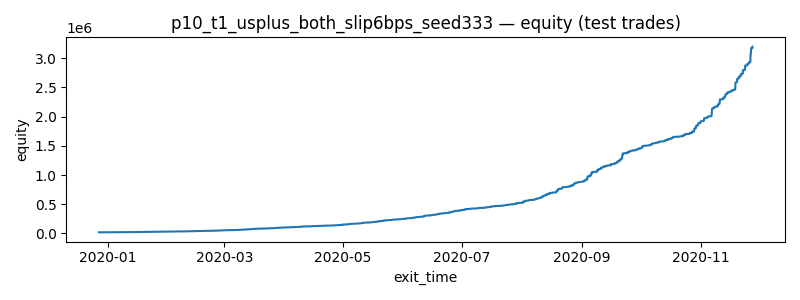 p10_t1_usplus_both_slip6bps_seed333 — equity (test trades)
1e6
3.0
2.5
2.0
1.5
1.0
0.5
0.0
equity
2020-01 2020-03 2020-05 2020-07 2020-09 2020-11
exit_time